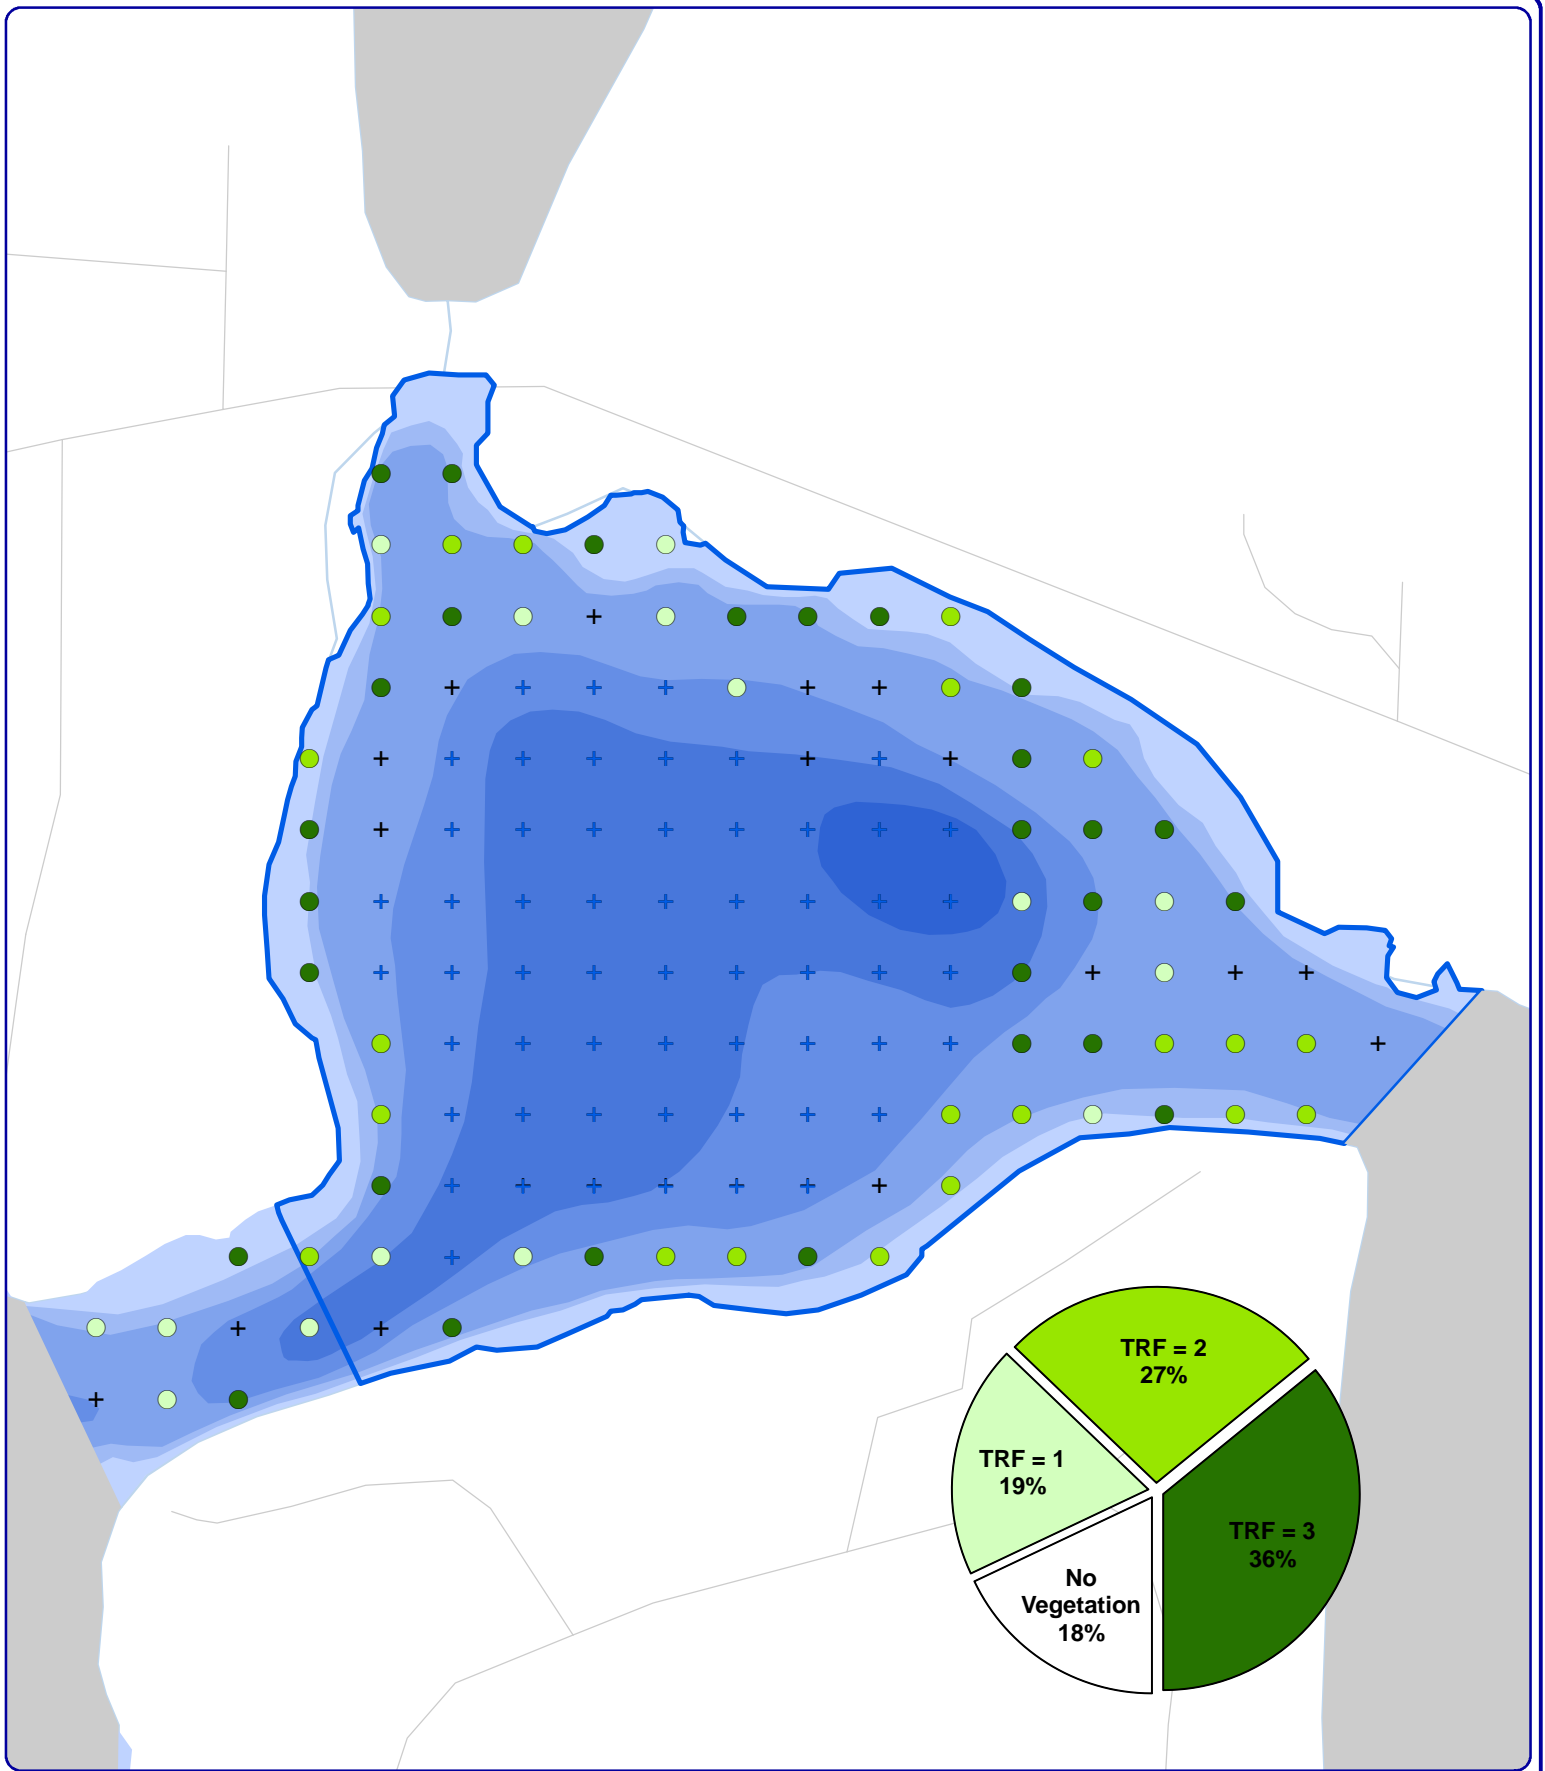 TRF = 2
27%
TRF = 1
19%
TRF = 3
36%
No
Vegetation
18%